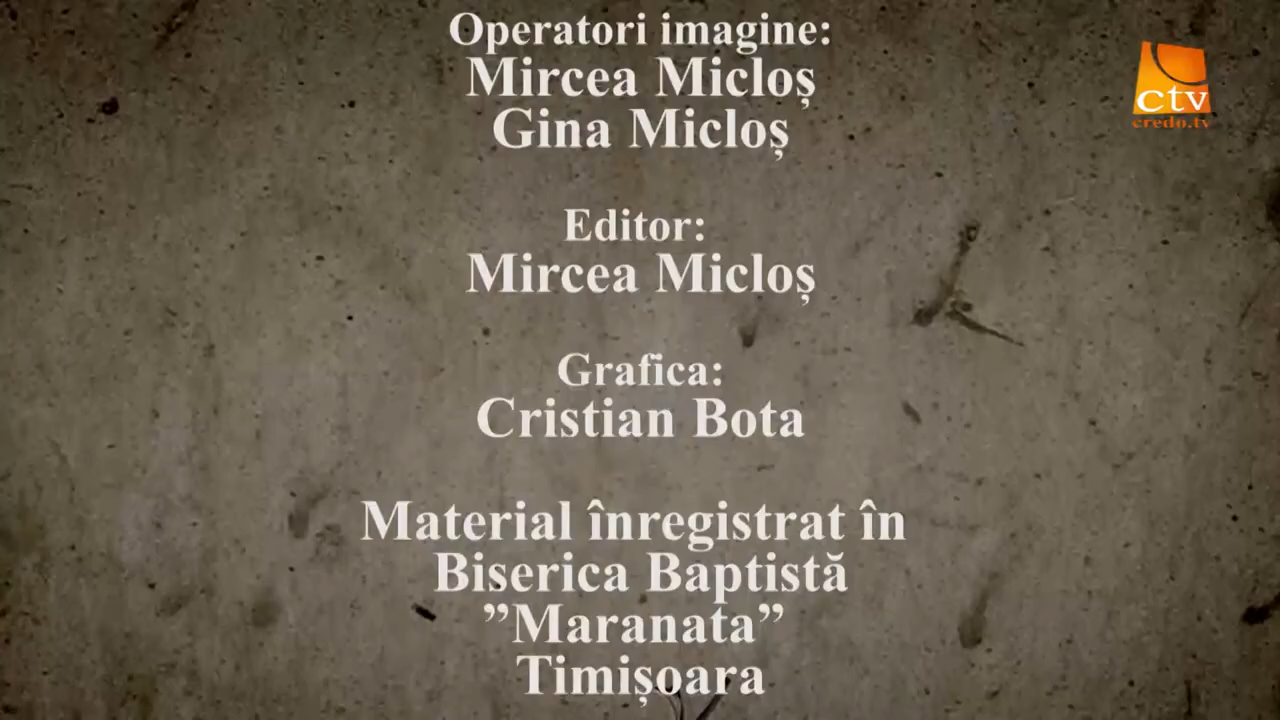 Operatori imagine:
Mircea Micloș
Gina Micloș
Editor:
Mircea Micloș
Grafica:
Cristian Bota
Material înregistrat în
Biserica Baptistă
”Maranata”
Timișoara
ctv
credo.tv